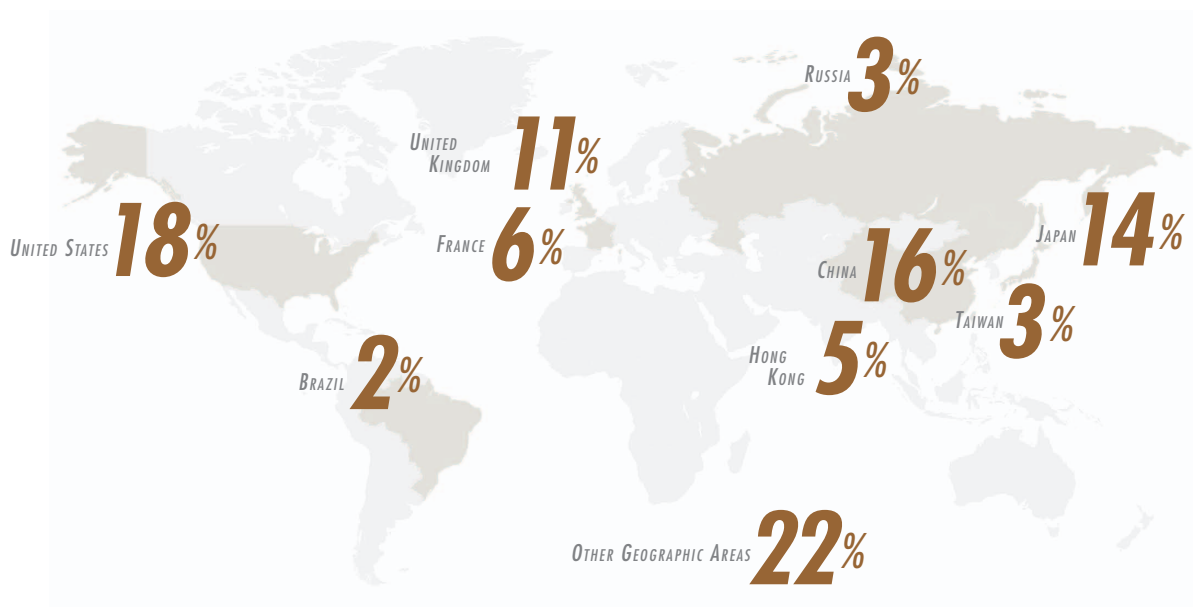 Russia 3%
United
Kingdom 11%
United States 18%
France 6%
Japan 14%
China 16%
Taiwan 3%
Hong
Kong 5%
Brazil 2%
Other Geographic Areas 22%